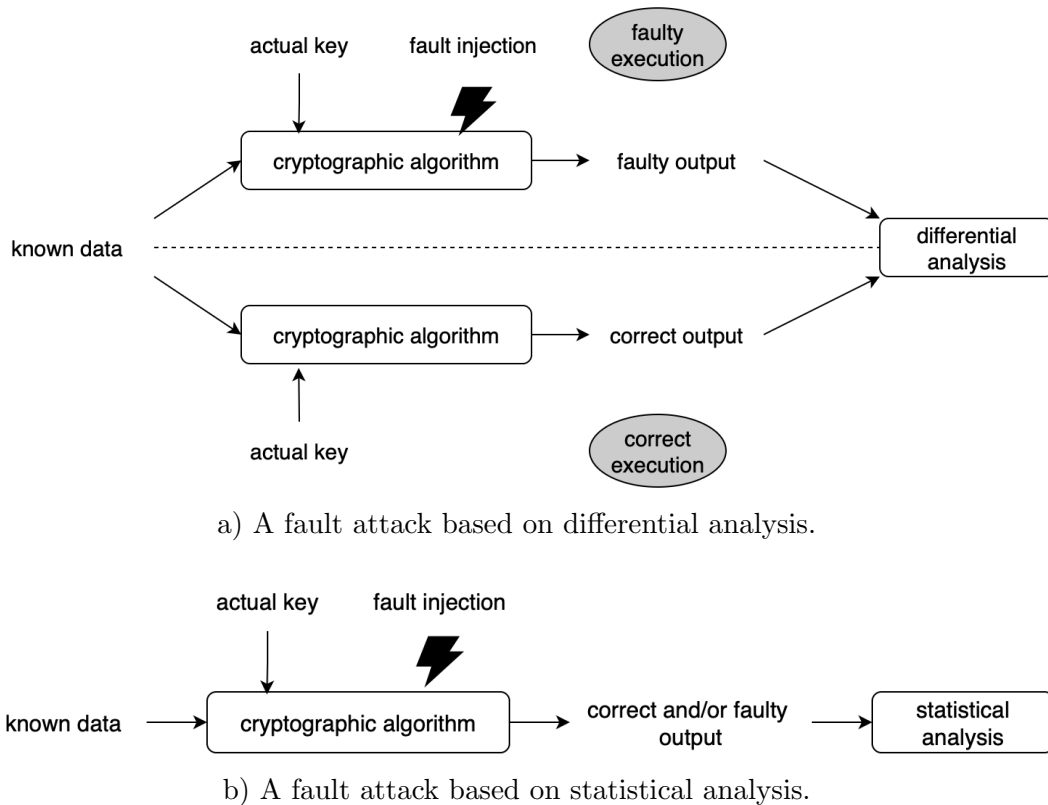 actual key
fault injection
faulty
execution
cryptographic algorithm
faulty output
known data
differential
analysis
cryptographic algorithm
correct output
actual key
correct
execution
a) A fault attack based on differential analysis.
actual key
fault injection
known data
cryptographic algorithm
correct and/or faulty
output
statistical
analysis
b) A fault attack based on statistical analysis.